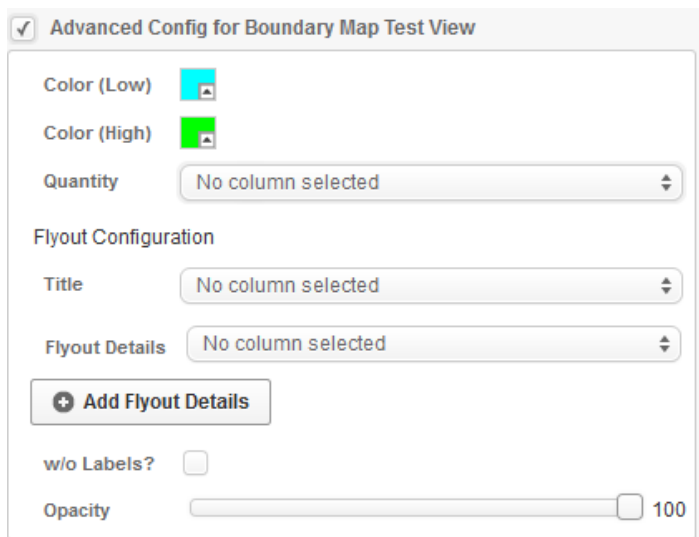 Advanced Config for Boundary Map Test View
Color (Low)
Color (High)
Quantity No column selected
Flyout Configuration
Title No column selected
Flyout Details No column selected
Add Flyout Details
w/o Labels?
Opacity 100